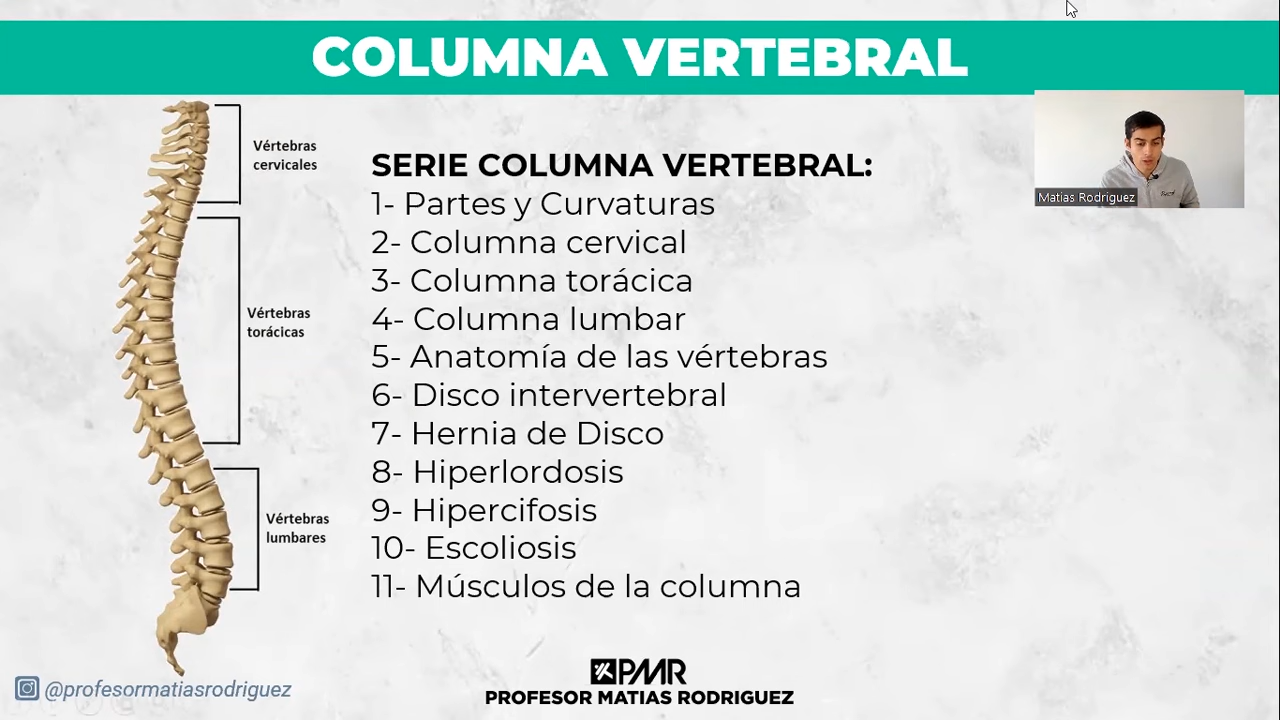 COLUMNA VERTEBRAL
Vértebras
cervicales
Vértebras
torácicas
Vértebras
lumbares
SERIE COLUMNA VERTEBRAL:
1- Partes y Curvaturas
2- Columna cervical
3- Columna torácica
4- Columna lumbar
5- Anatomía de las vértebras
6- Disco intervertebral
7- Hernia de Disco
8- Hiperlordosis
9- Hipercifosis
10- Escoliosis
11- Músculos de la columna
Matias Rodriguez
@profesormatiasrodriguez
PMR
PROFESOR MATIAS RODRIGUEZ